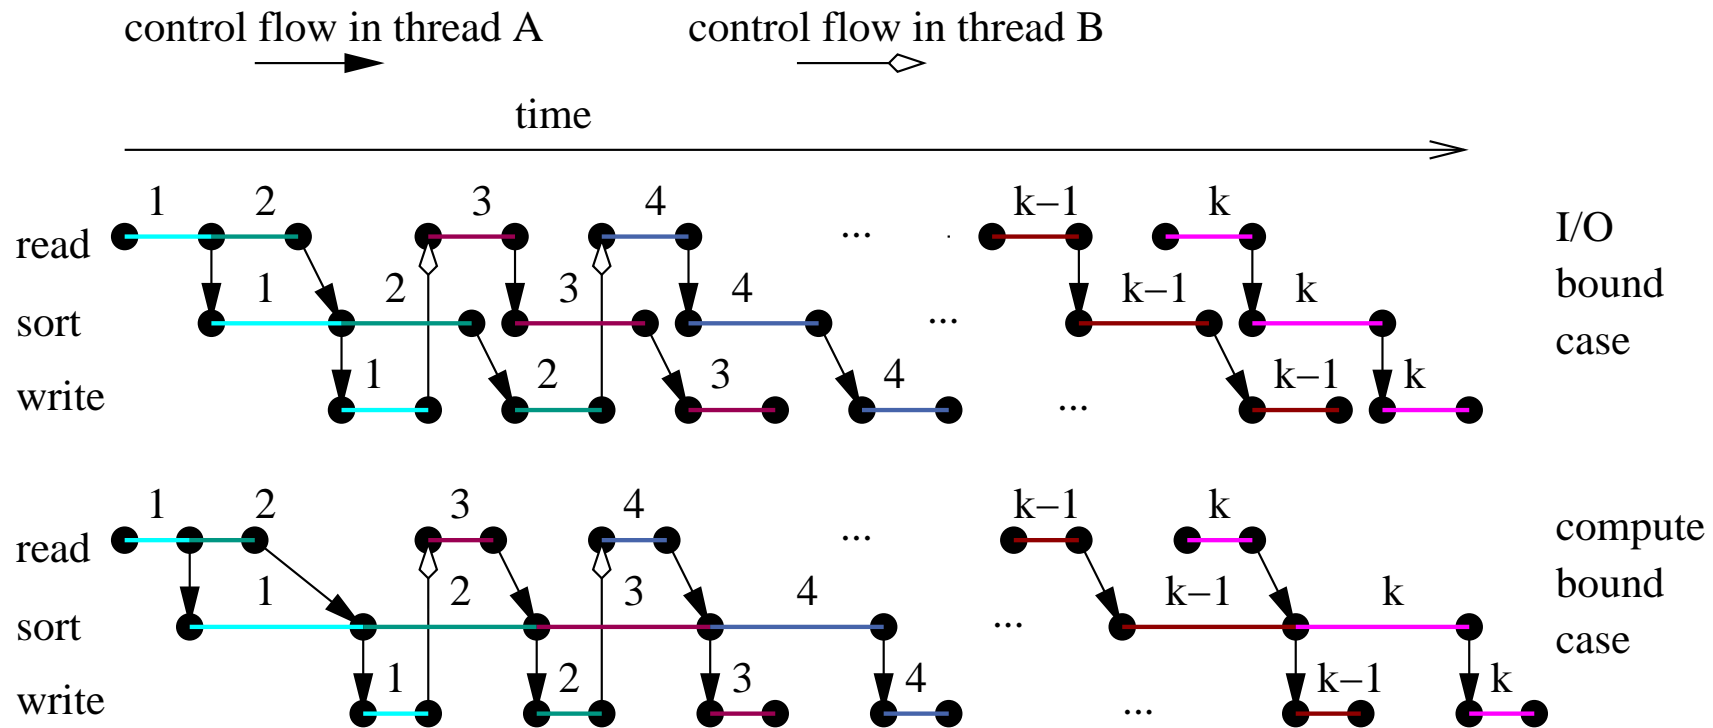 control flow in thread A control flow in thread B
time
1 2 3 4 k−1 k
read ... .
1 2 3 4 k−1 k
sort ...
1 2 3 4 k−1 k
write ...
I/O
bound
case
1 2 3 4 k−1 k
read ...
1 2 3 4 k−1 k
sort ...
1 2 3 4 k−1 k
write ...
compute
bound
case